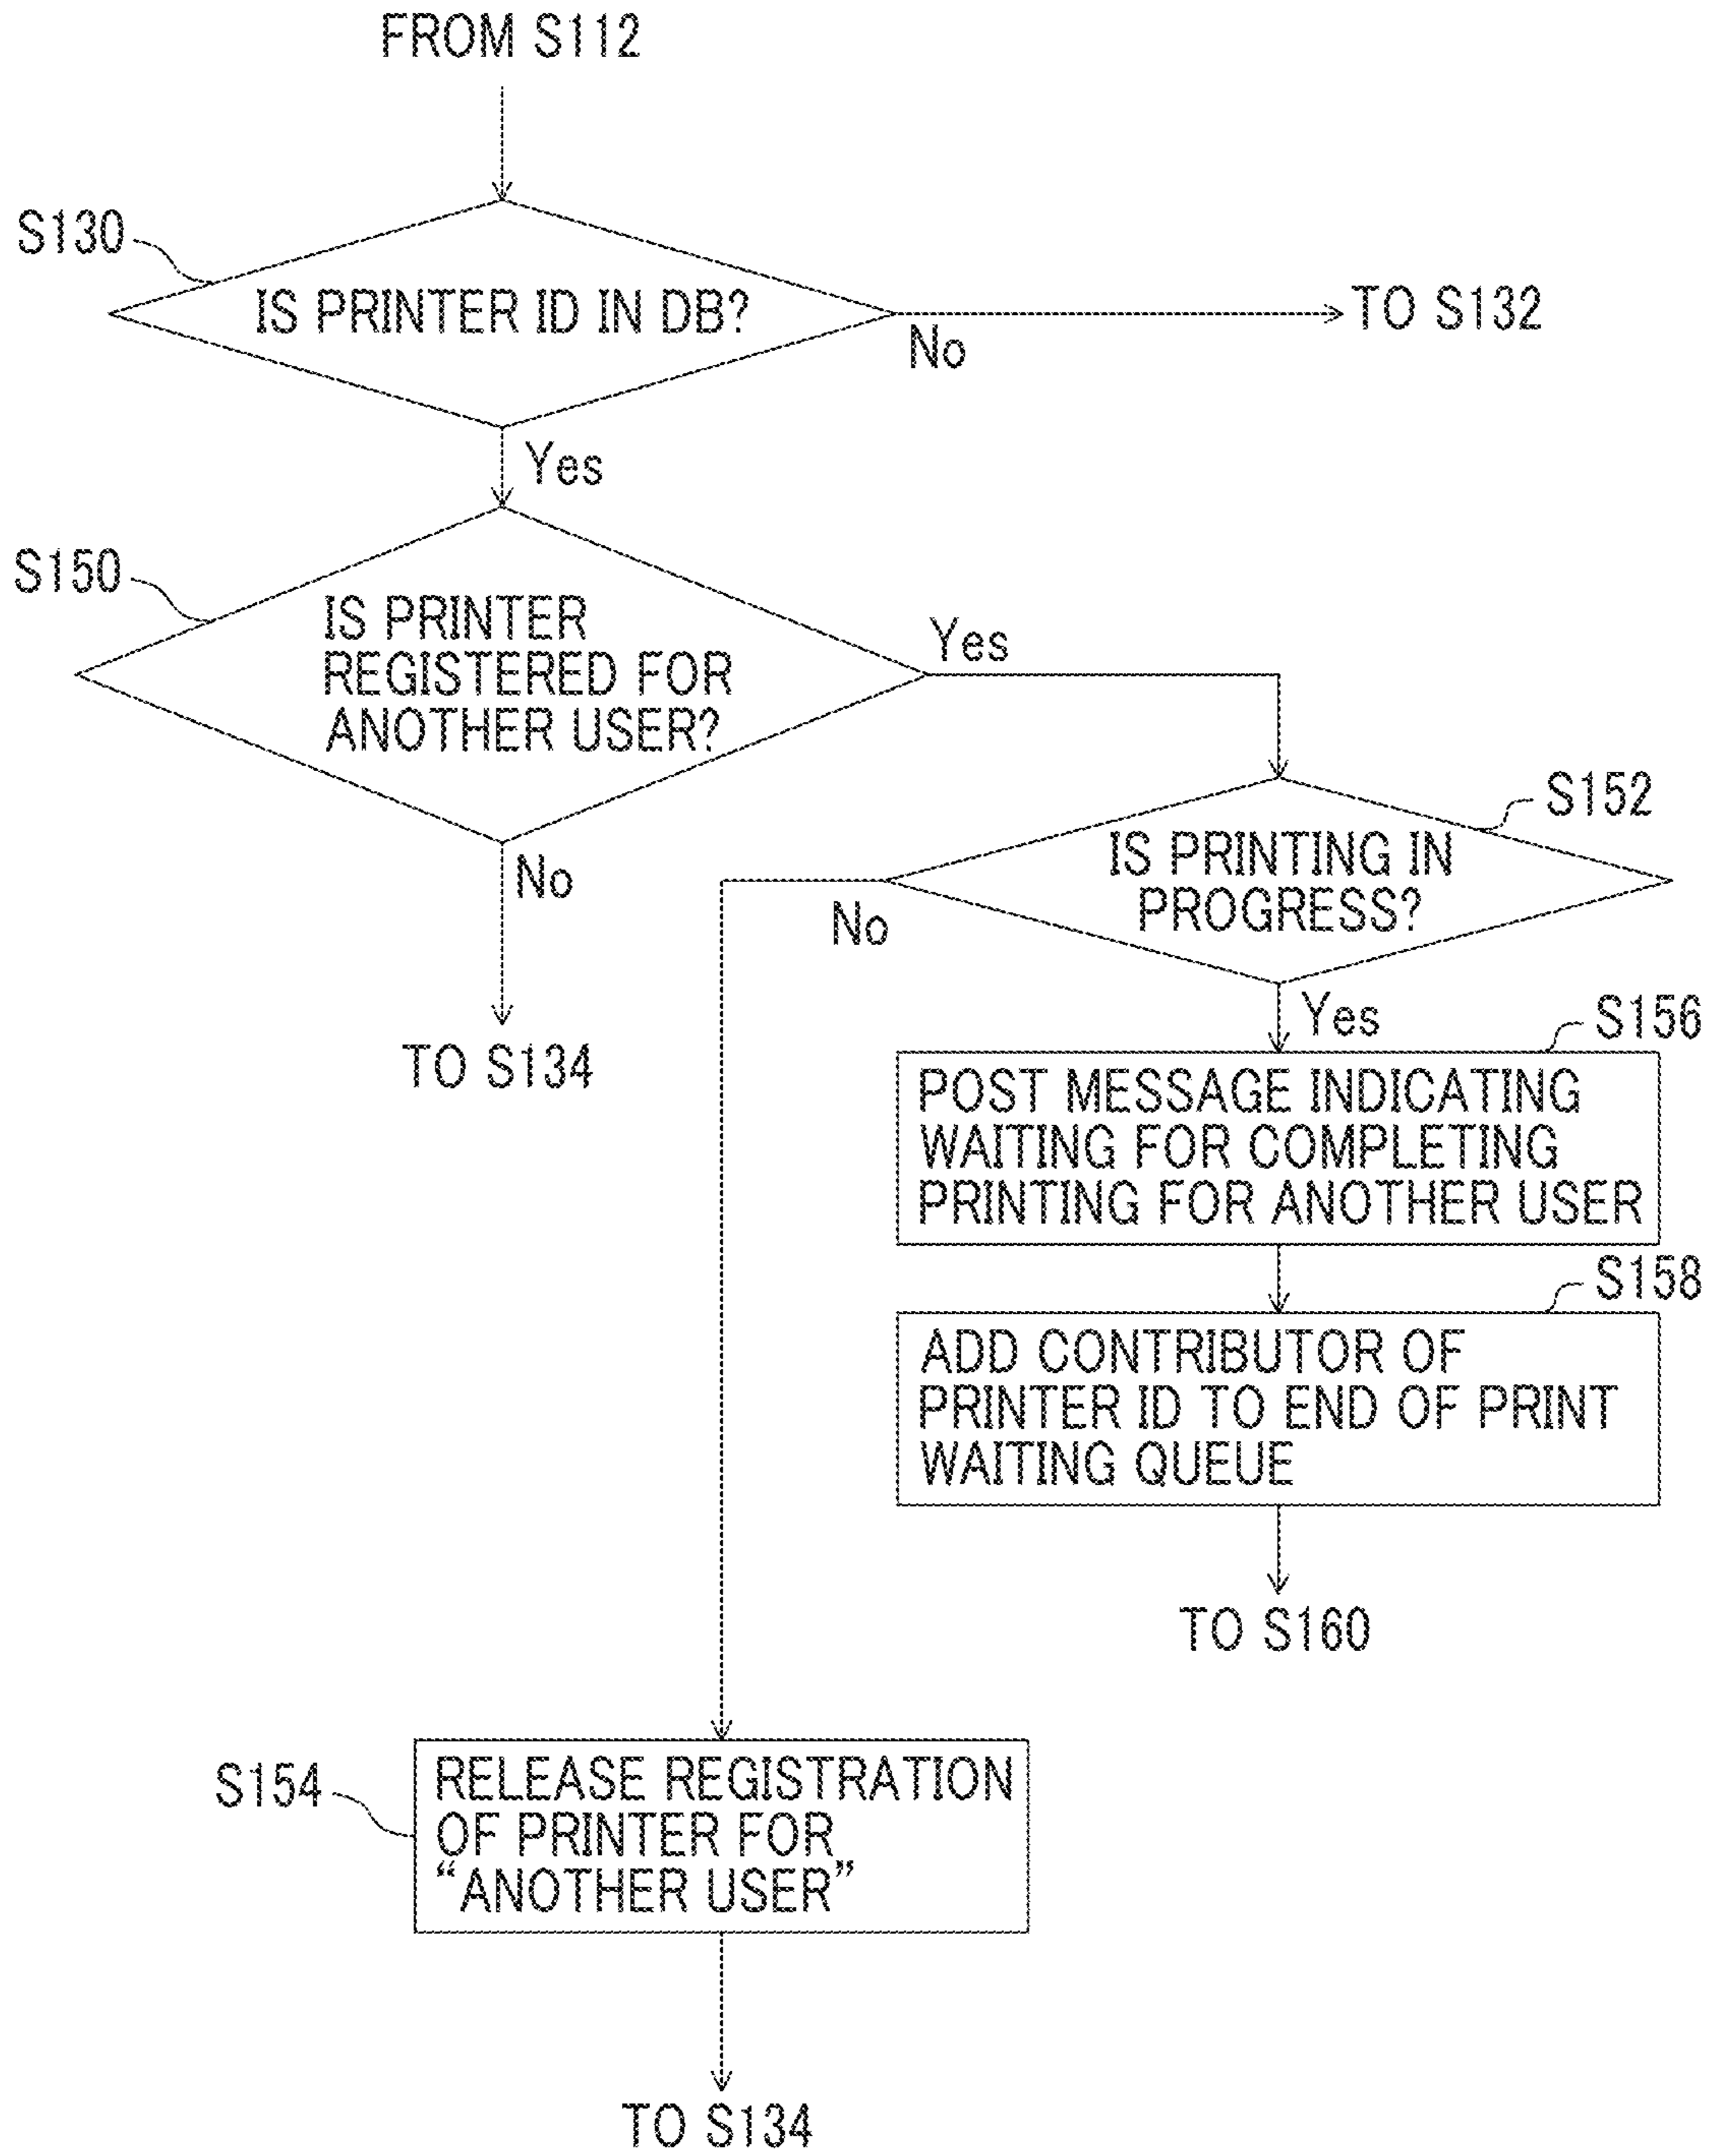 FROM S112
S130
IS PRINTER ID IN DB?
TO S132
No
Yes
S150
IS PRINTER
REGISTERED FOR
ANOTHER USER?
Yes
S152
IS PRINTING IN
PROGRESS?
No
No
Yes
S156
TO S134
POST MESSAGE INDICATING
WAITING FOR COMPLETING
PRINTING FOR ANOTHER USER
S158
ADD CONTRIBUTOR OF
PRINTER ID TO END OF PRINT
WAITING QUEUE
TO S160
S154
RELEASE REGISTRATION
OF PRINTER FOR
“ANOTHER USER”
TO S134